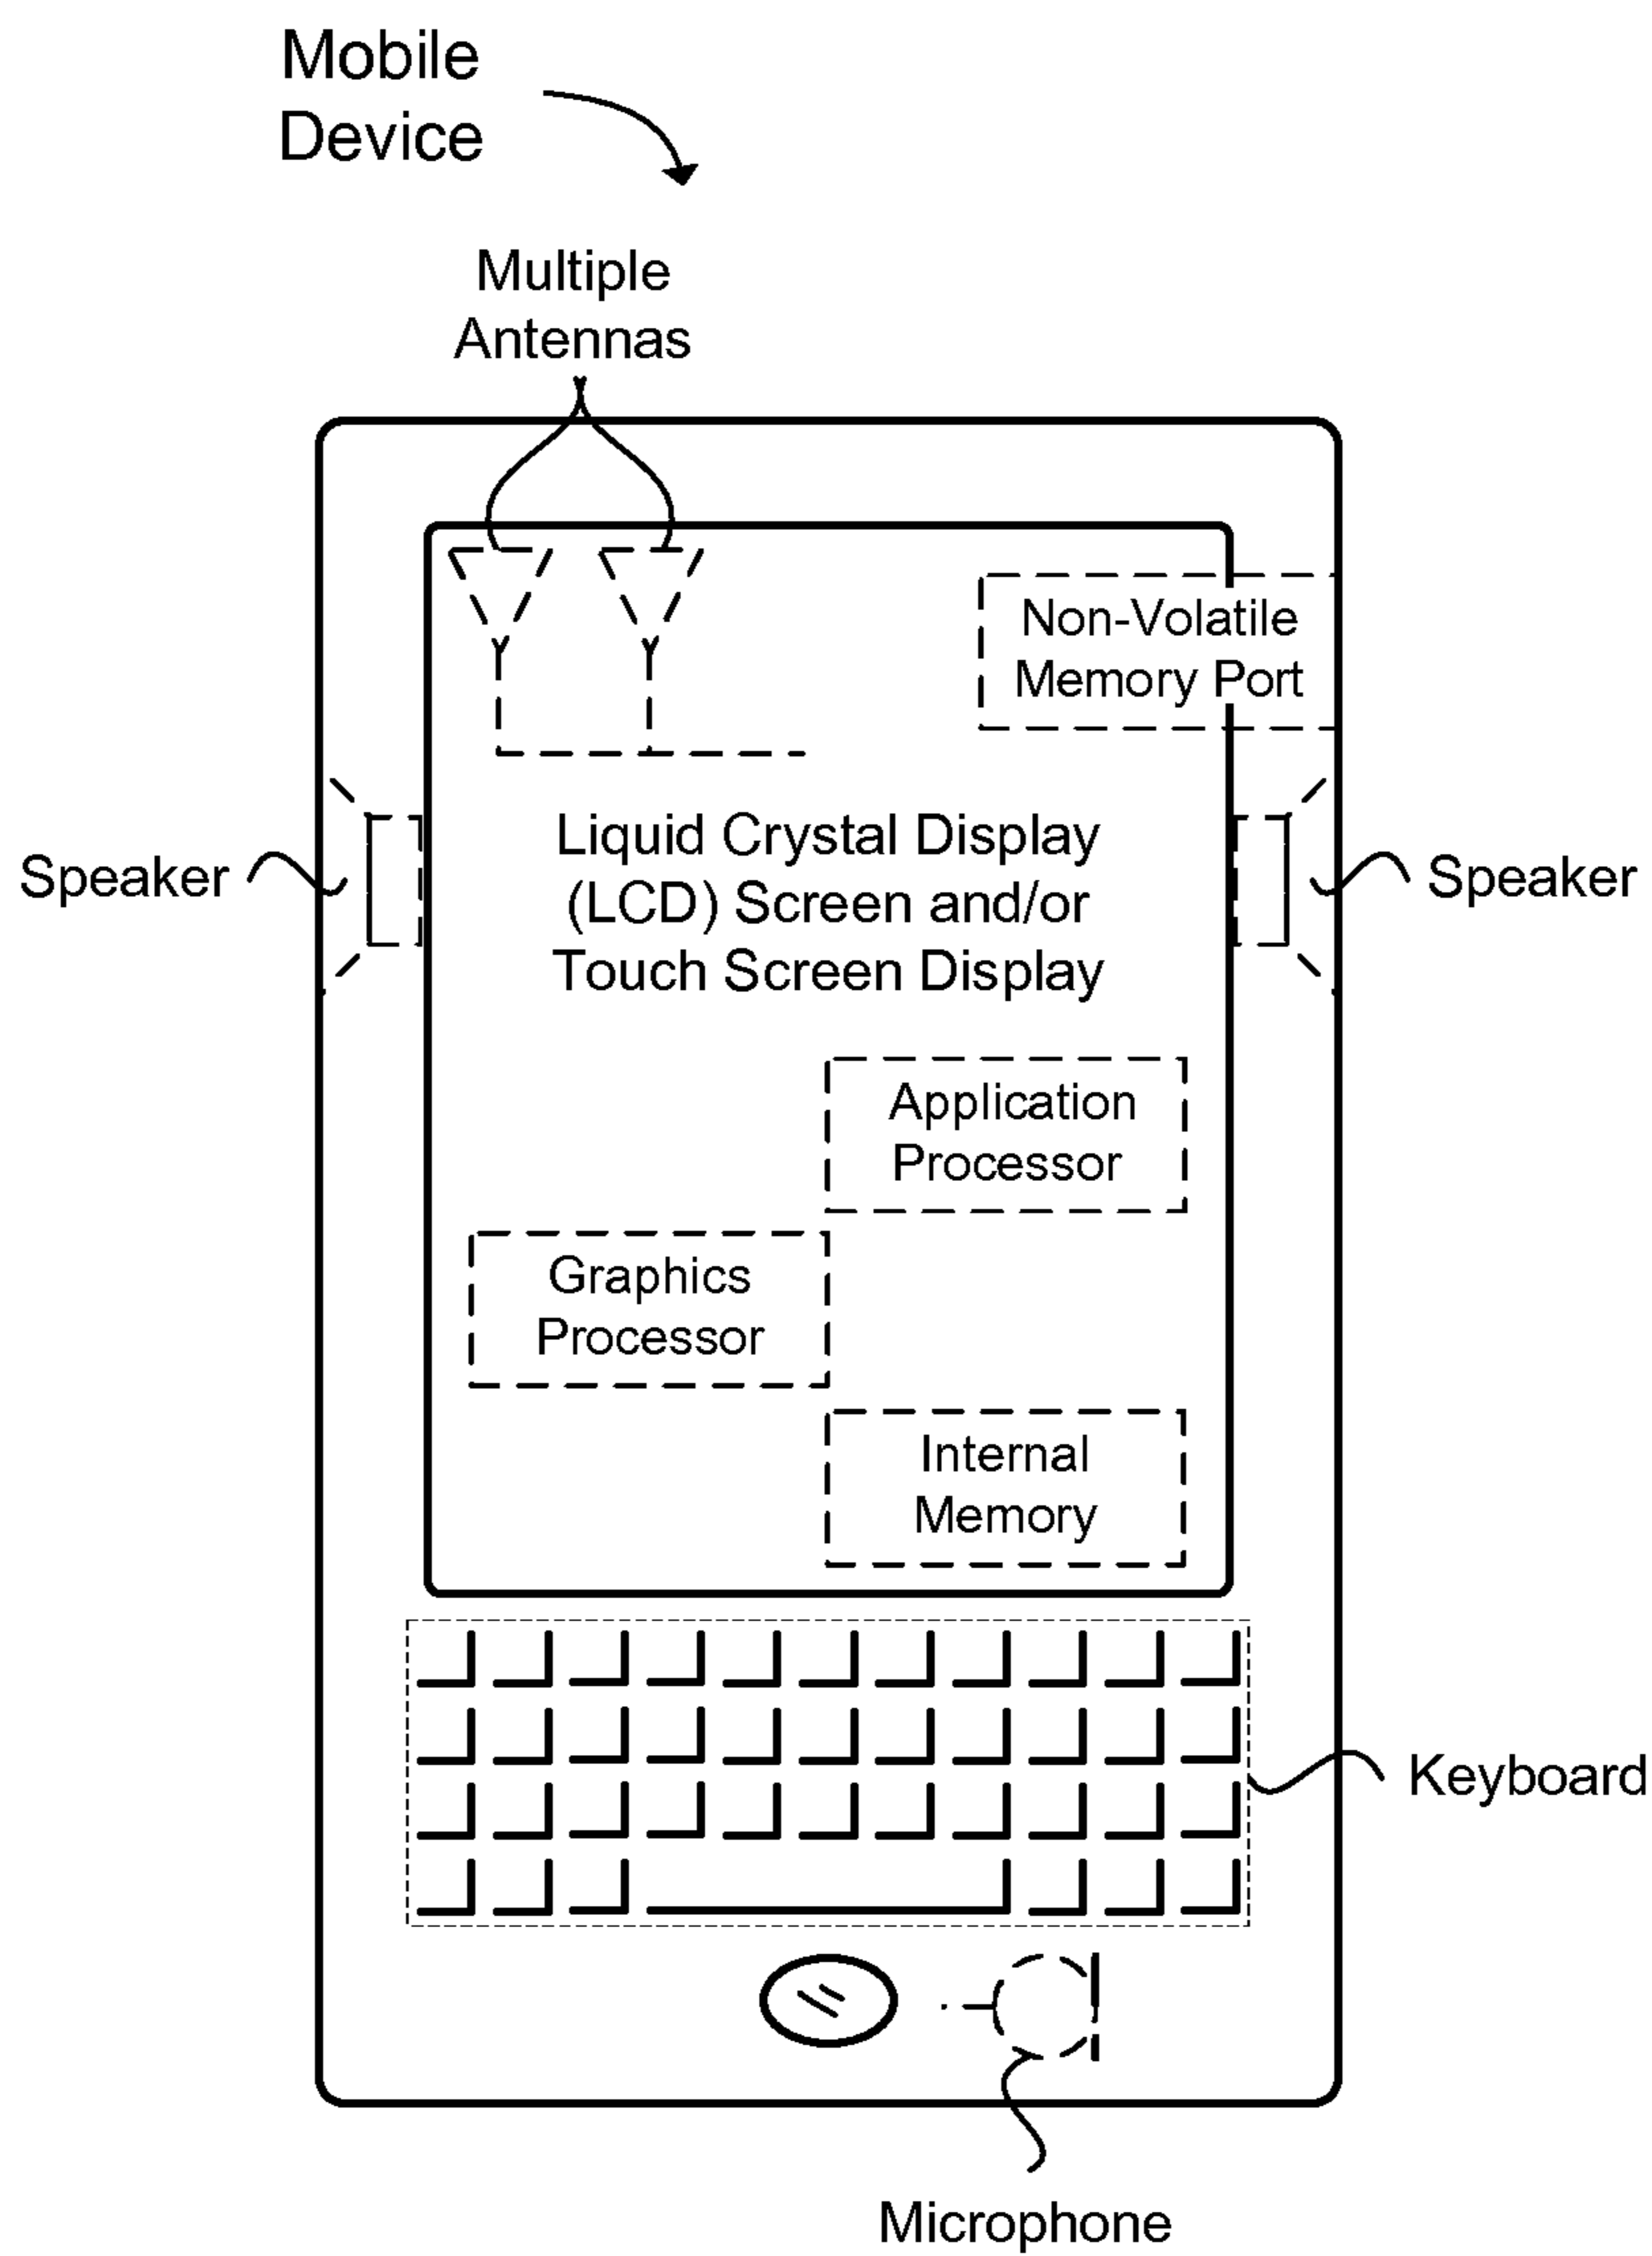 Mobile
Device
Multiple
Antennas
Non-Volatile
Memory Port
Speaker
Liquid Crystal Display
(LCD) Screen and/or
Touch Screen Display
Speaker
Application
Processor
Graphics
Processor
Internal
Memory
Keyboard
Microphone